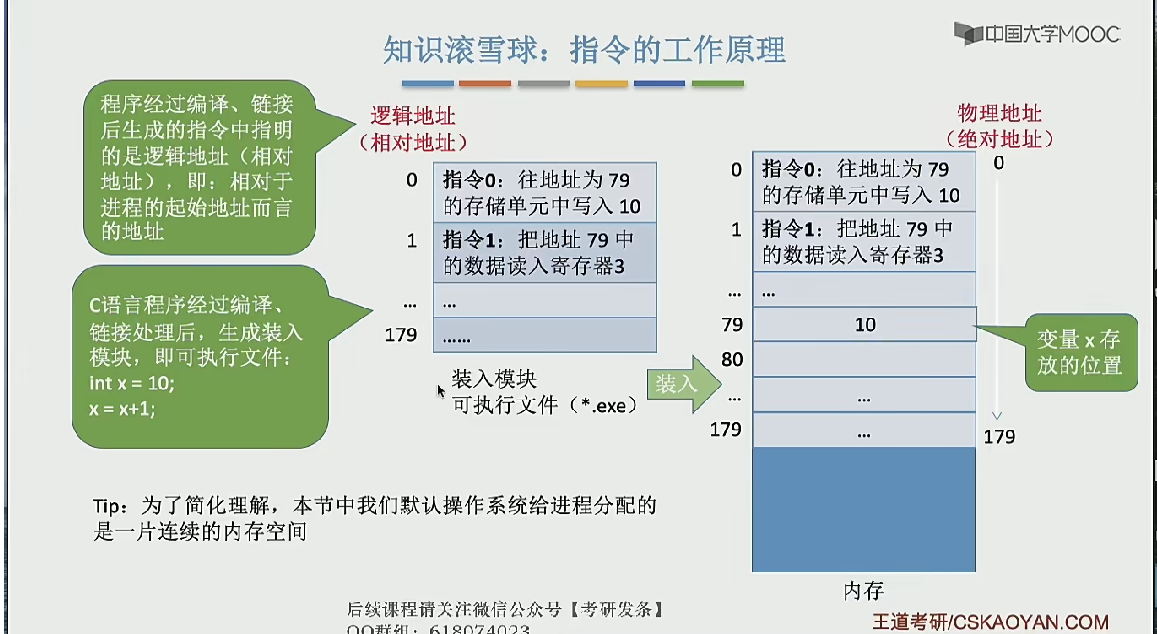 中国大学MOOC
知识滚雪球：指令的工作原理
程序经过编译、链接
后生成的指令中指明
的是逻辑地址（相对
地址），即：相对于
进程的起始地址而言
的地址
C语言程序经过编译、
链接处理后，生成装入
模块，即可执行文件：
int x = 10;
x = x+1;
逻辑地址
（相对地址）
0
指令0：往地址为 79
的存储单元中写入 10
1
指令1：把地址 79 中
的数据读入寄存器3
...
...
179
......
装入模块
可执行文件（*.exe）
装入
物理地址
（绝对地址）
0
指令0：往地址为 79
的存储单元中写入 10
1
指令1：把地址 79 中
的数据读入寄存器3
...
...
79
10
80
...
...
179
...
0
179
变量 x 存
放的位置
内存
Tip：为了简化理解，本节中我们默认操作系统给进程分配的
是一片连续的内存空间
后续课程请关注微信公众号【考研发条】
QQ群组：618074023
王道考研/CSKAOYAN.COM